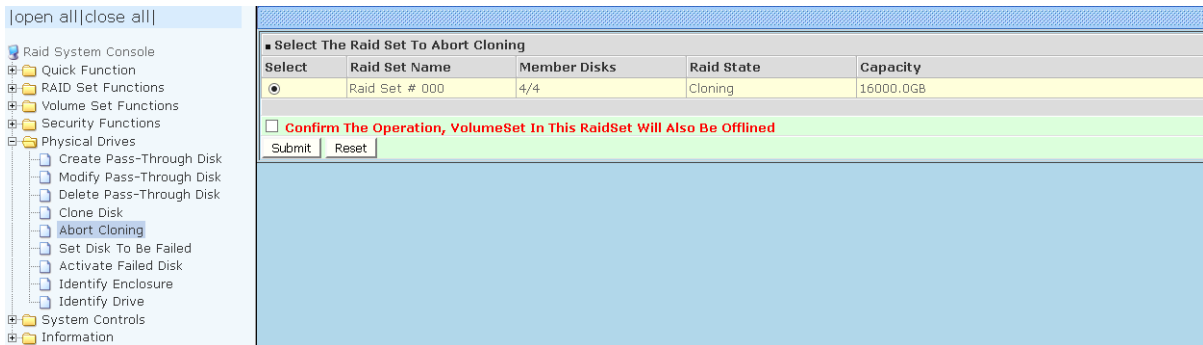 |open all|close all|
Raid System Console
Quick Function
RAID Set Functions
Volume Set Functions
Security Functions
Physical Drives
Create Pass-Through Disk
Modify Pass-Through Disk
Delete Pass-Through Disk
Clone Disk
Abort Cloning
Set Disk To Be Failed
Activate Failed Disk
Identify Enclosure
Identify Drive
System Controls
Information
Select The Raid Set To Abort Cloning
Select Raid Set Name Member Disks Raid State Capacity
Raid Set # 000 4/4 Cloning 16000.0GB
Confirm The Operation, VolumeSet In This RaidSet Will Also Be Offlined
Submit Reset